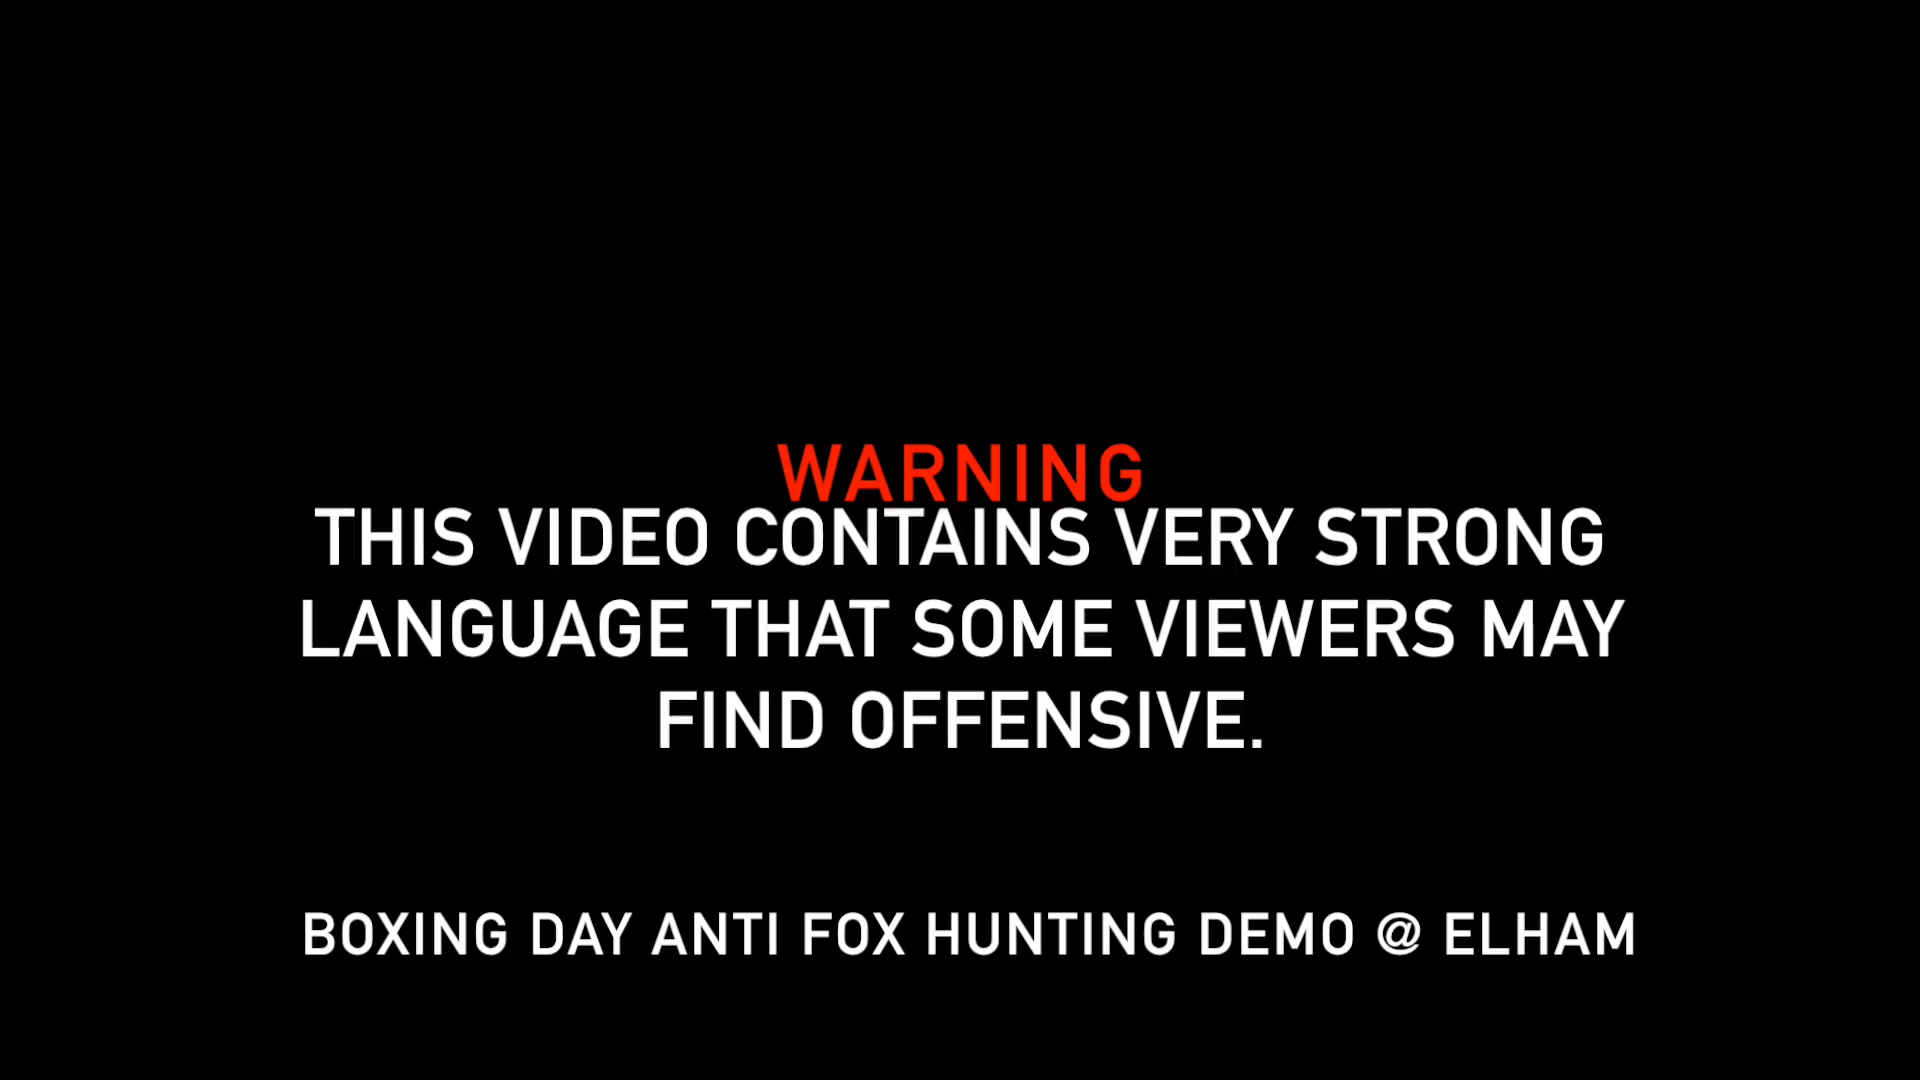 WARNING
THIS VIDEO CONTAINS VERY STRONG
LANGUAGE THAT SOME VIEWERS MAY
FIND OFFENSIVE.
BOXING DAY ANTI FOX HUNTING DEMO @ ELHAM